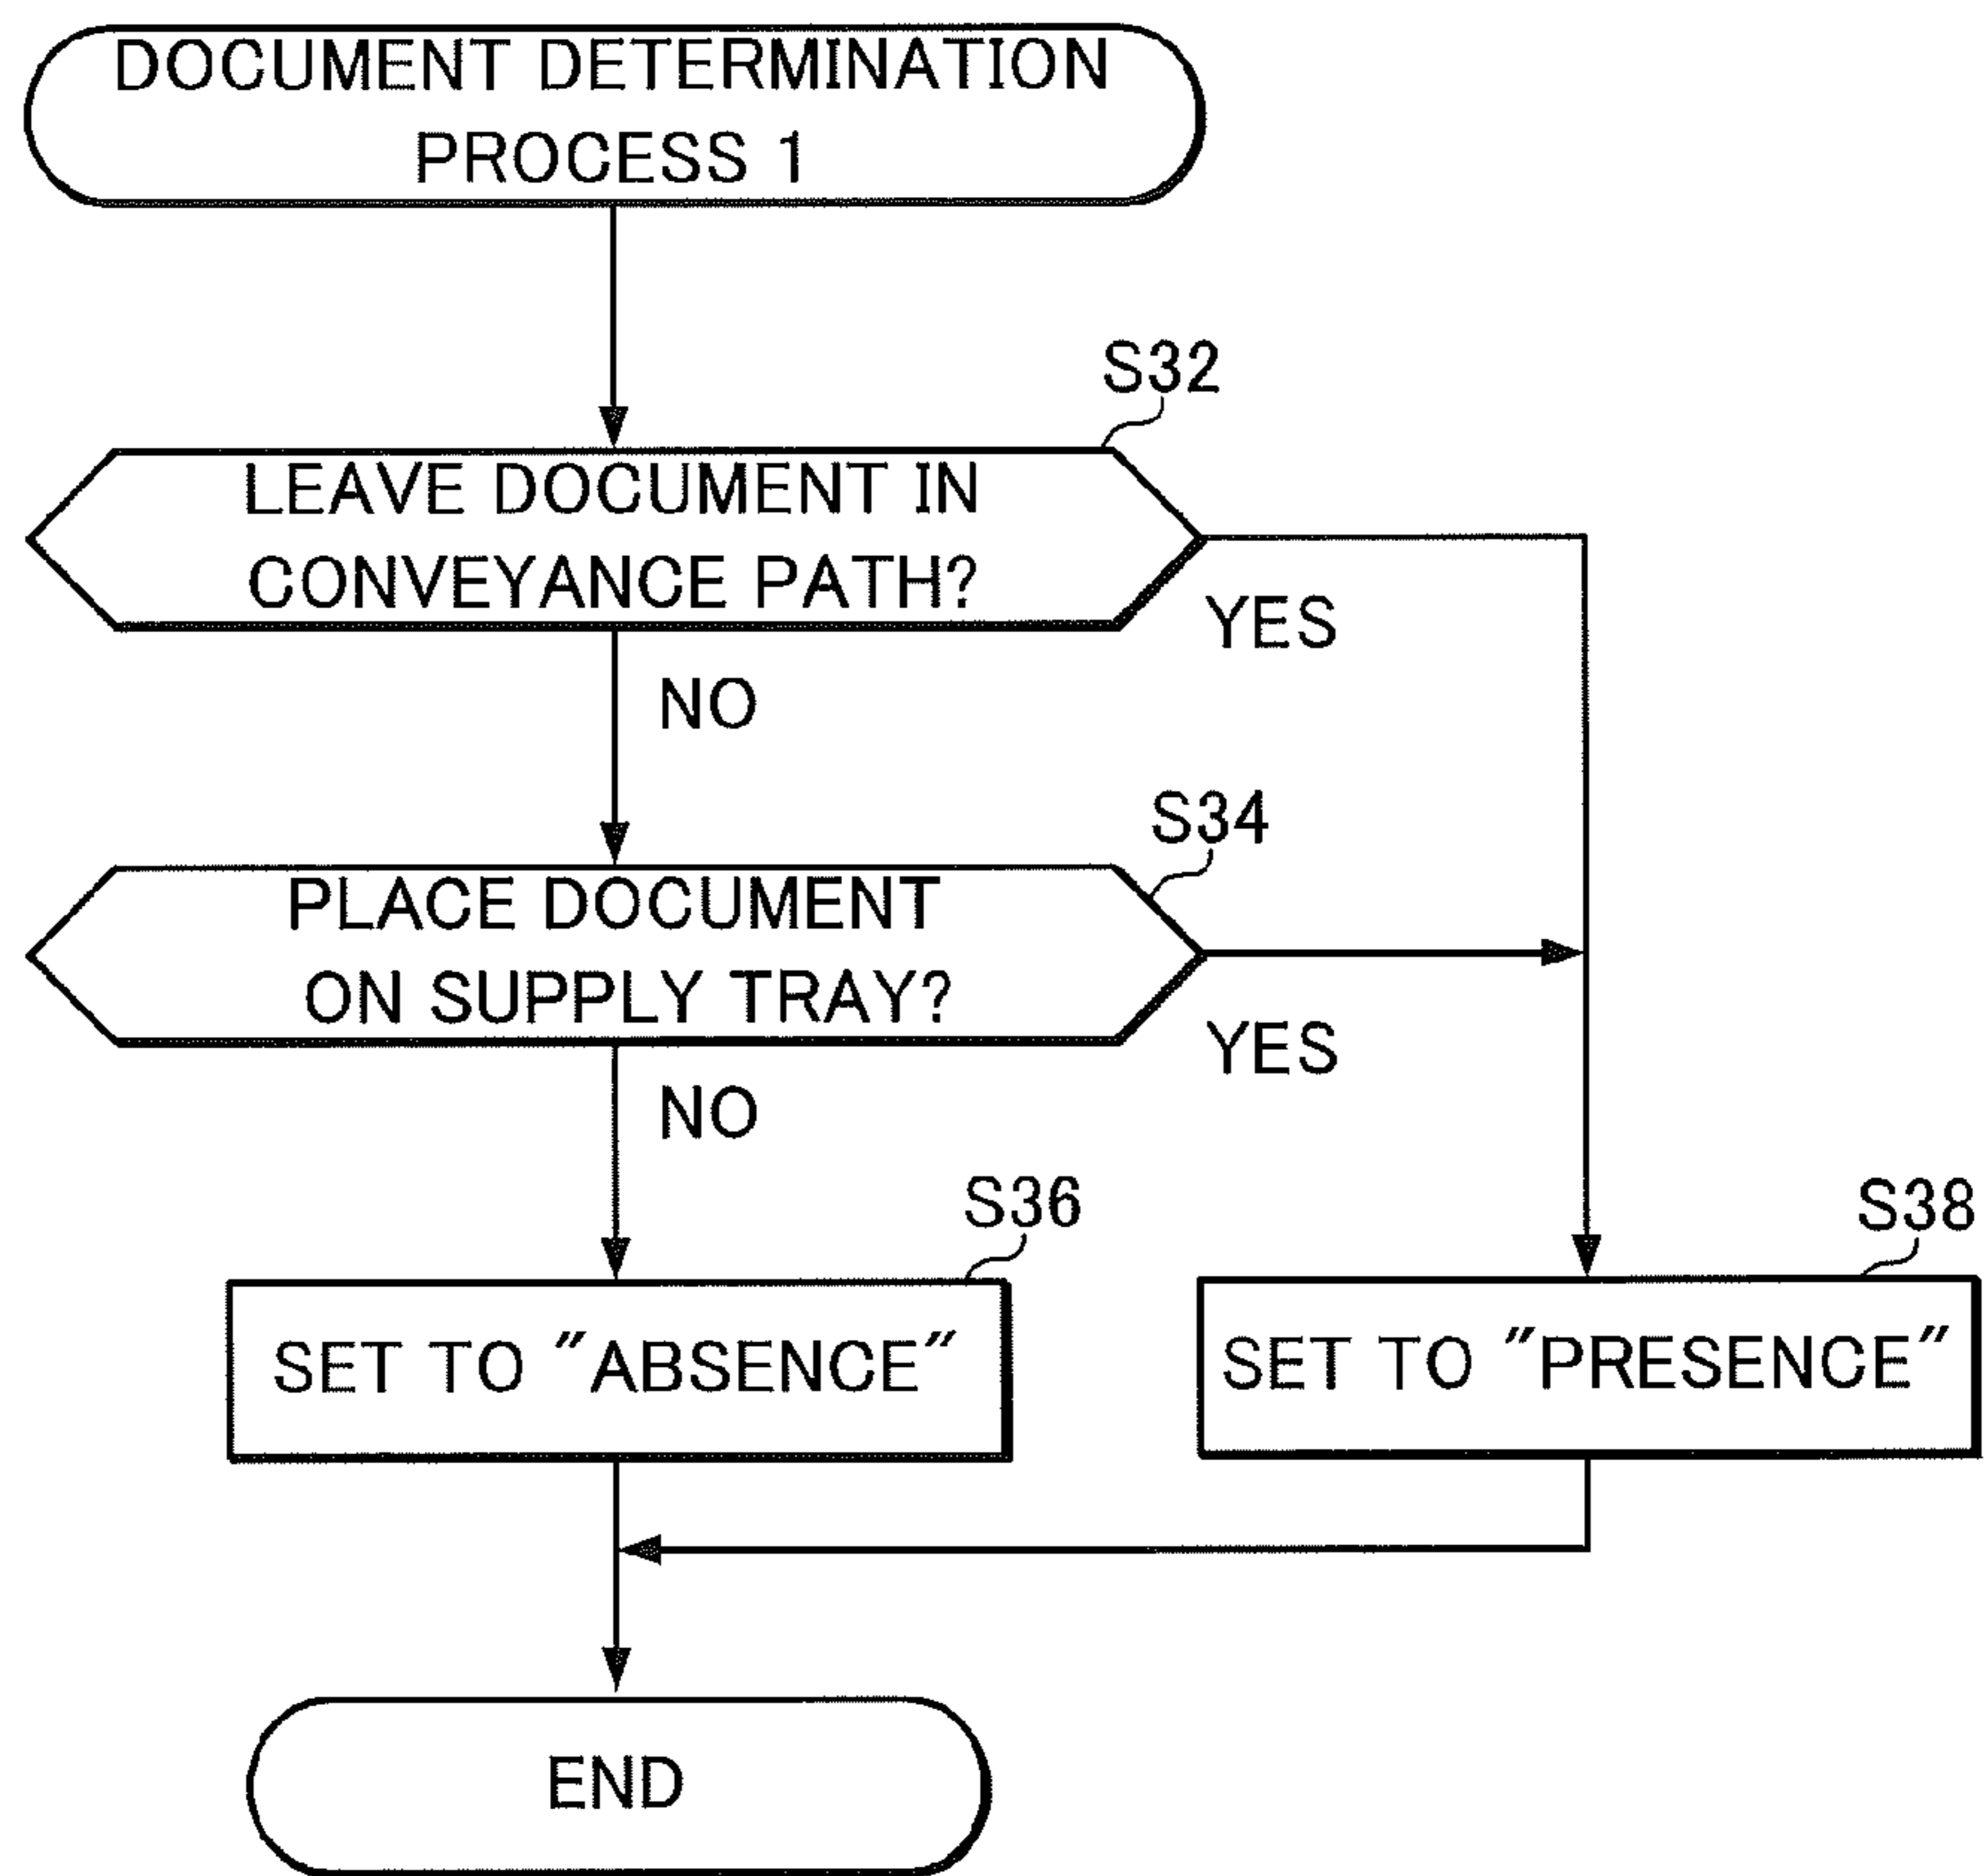 DOCUMENT DETERMINATION
PROCESS 1
S32
LEAVE DOCUMENT IN
CONVEYANCE PATH?
YES
NO
S34
PLACE DOCUMENT
ON SUPPLY TRAY?
YES
NO
S36
S38
SET TO "ABSENCE"
SET TO "PRESENCE"
END